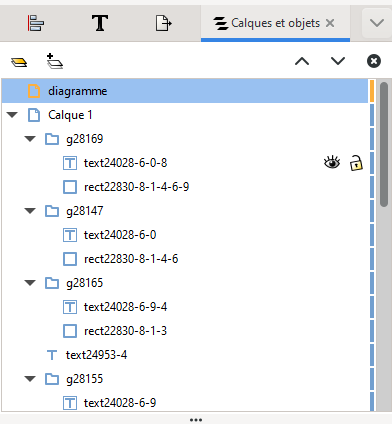 Calques et objets
diagramme
Calque 1
g28169
text24028-6-0-8
rect22830-8-1-4-6-9
g28147
text24028-6-0
rect22830-8-1-4-6
g28165
text24028-6-9-4
rect22830-8-1-3
text24953-4
g28155
text24028-6-9